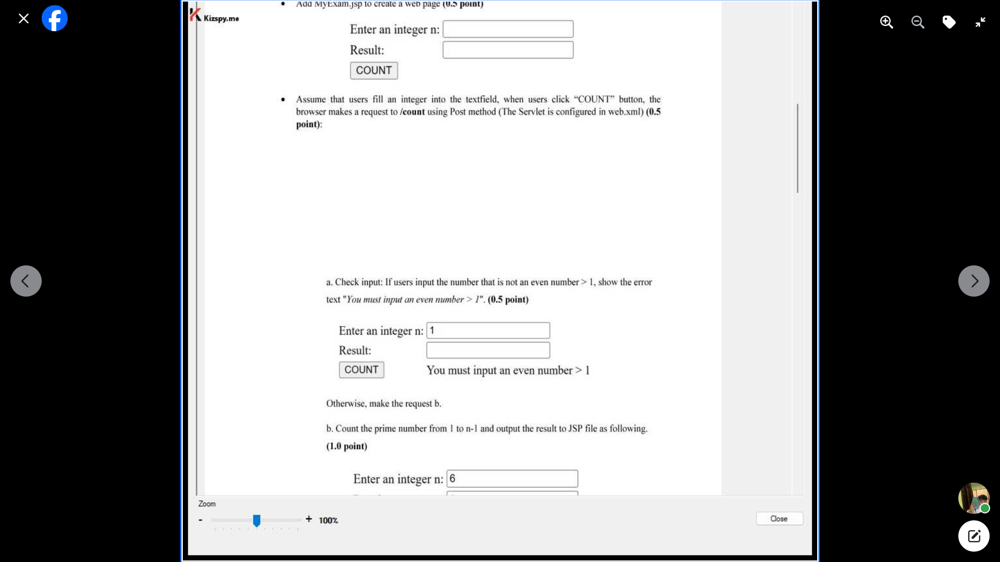 Add MyExam.jsp to create a web page (0.5 point)
Kizspy.me
Enter an integer n:
Result:
COUNT
Assume that users fill an integer into the textfield, when users click “COUNT” button, the
browser makes a request to /count using Post method (The Servlet is configured in web.xml) (0.5
point):
a. Check input: If users input the number that is not an even number > 1, show the error
text "You must input an even number > 1". (0.5 point)
Enter an integer n: 1
Result:
COUNT You must input an even number > 1
Otherwise, make the request b.
b. Count the prime number from 1 to n-1 and output the result to JSP file as following.
(1.0 point)
Enter an integer n: 6
Zoom
- + 100%
Close